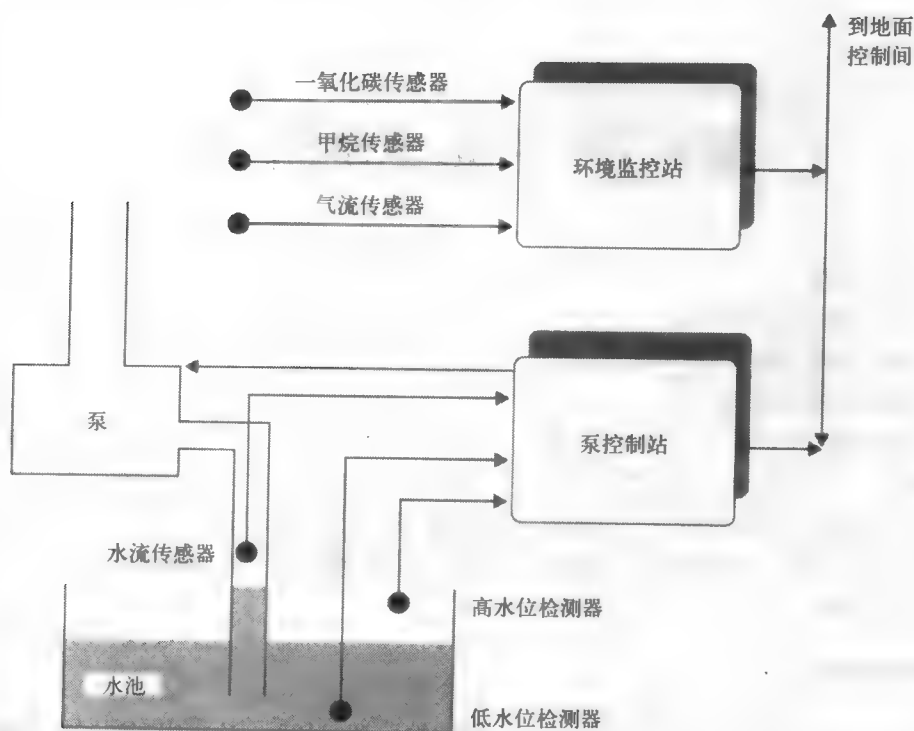 到地面
控制间
一氧化碳传感器
甲烷传感器
环境监控站
气流传感器
泵
泵控制站
水流传感器
高水位检测器
水池
低水位检测器